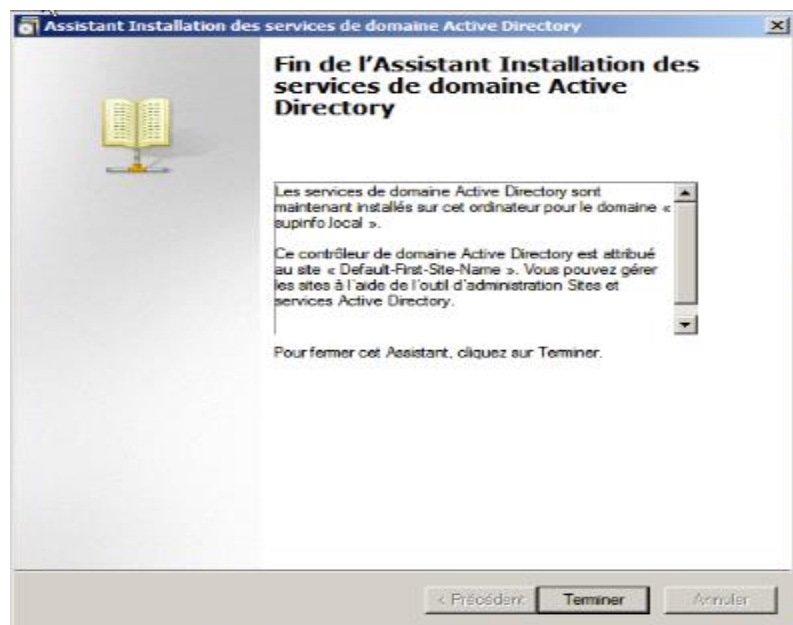 Assistant Installation des services de domaine Active Directory
Fin de l'Assistant Installation des
services de domaine Active
Directory
Les services de domaine Active Directory sont
maintenant installés sur cet ordinateur pour le domaine «
supinfo.local ».
Ce contrôleur de domaine Active Directory est attribué
au site « Default-First-Site-Name ». Vous pouvez gérer
les sites à l'aide de l'outil d'administration Sites et
services Active Directory.
Pour fermer cet Assistant, cliquez sur Terminer.
< Précédent Terminer Annuler